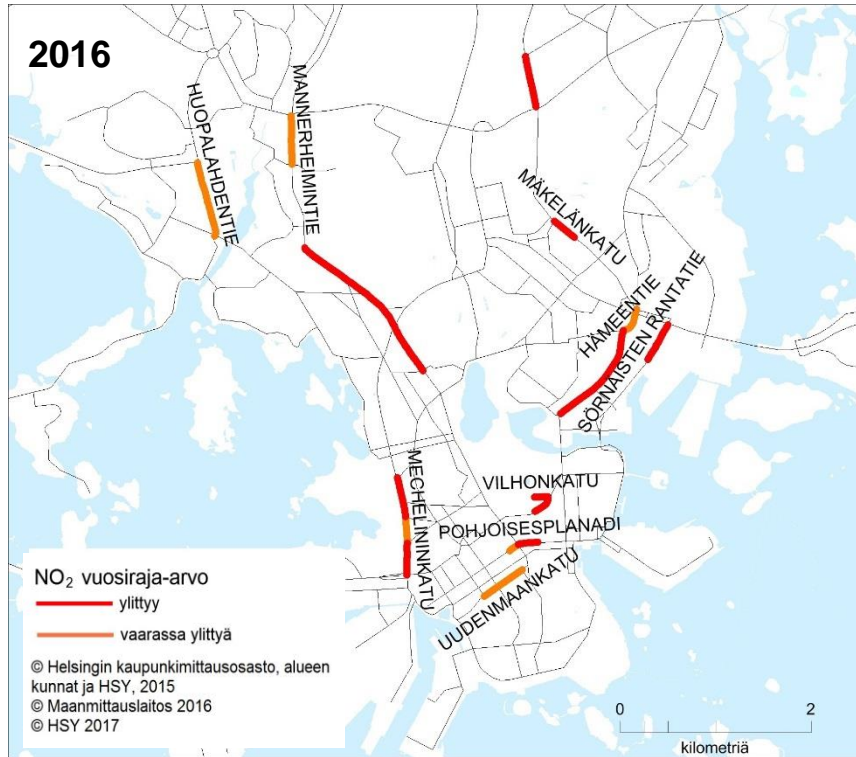 2016
HUOPALAHDENTIE
MANNERHEIMINTIE
MÄKELÄNKATU
HÄMEENTIE
SÖRNAISTEN RANTATIE
MECHELININKATU
VILHONKATU
POHJOISESPLANADI
UUDENMAANKATU
NO₂ vuosiraja-arvo
ylittyy
vaarassa ylittyä
© Helsingin kaupunkimittausosasto, alueen
kunnat ja HSY, 2015
© Maanmittauslaitos 2016
© HSY 2017
0 2
kilometriä